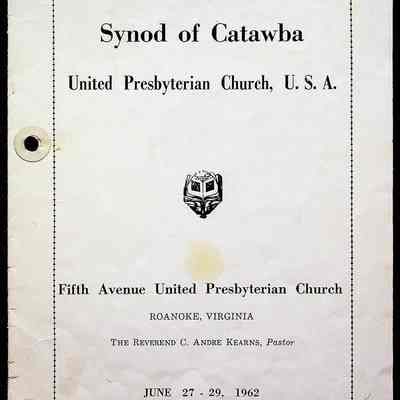 Synod of Catawba
United Presbyterian Church, U. S. A.
Fifth Avenue United Presbyterian Church
ROANOKE, VIRGINIA
THE REVEREND C. ANDRE KEARNS, Pastor
JUNE 27 - 29, 1962